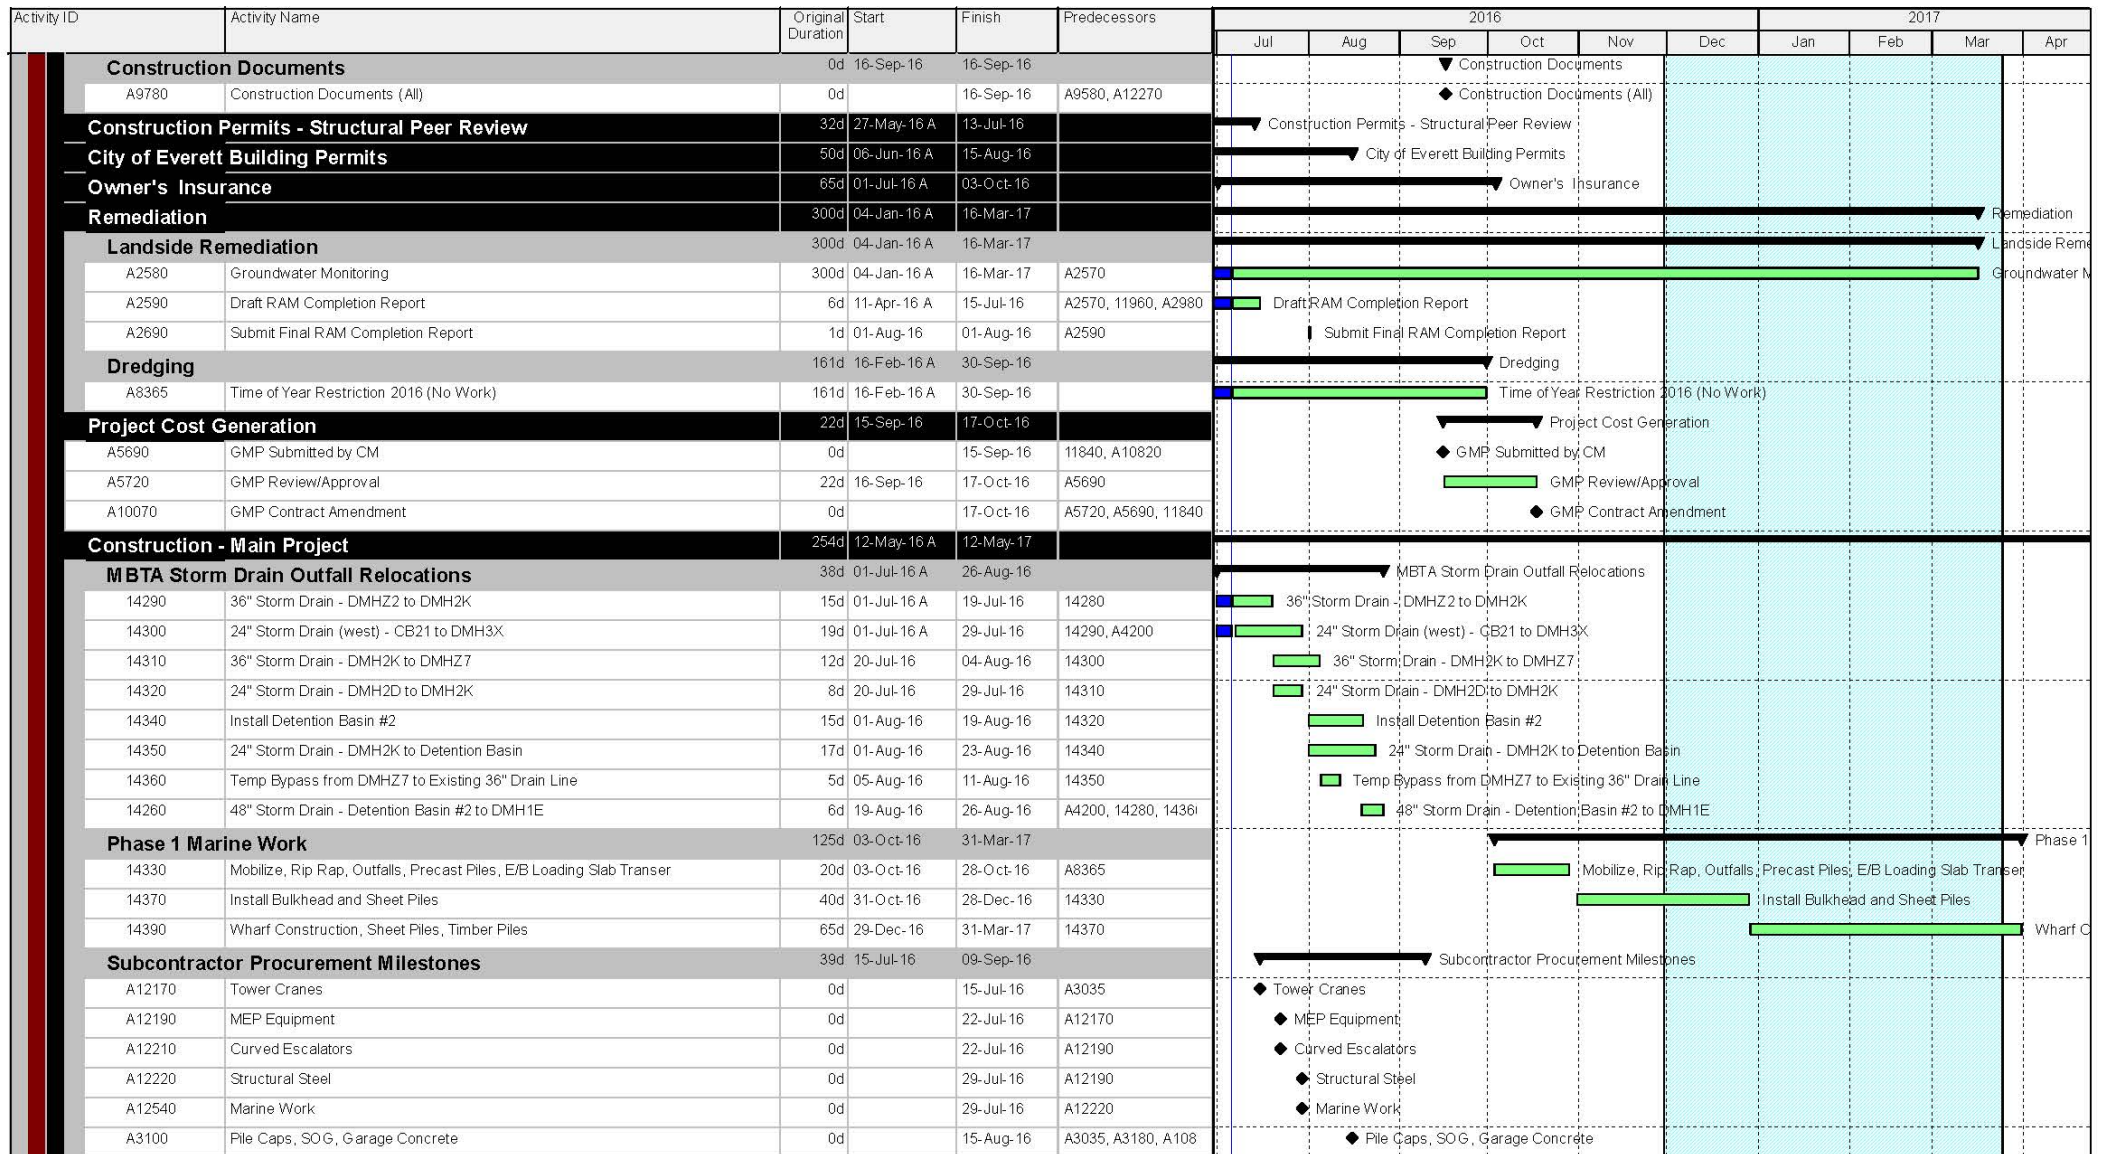 Activity ID Activity Name Original Duration Start Finish Predecessors 2016 2017
Jul Aug Sep Oct Nov Dec Jan Feb Mar Apr
Construction Documents 0d 16-Sep-16 16-Sep-16 Construction Documents
A9780 Construction Documents (All) 0d 16-Sep-16 A9580, A12270 Construction Documents (All)
Construction Permits - Structural Peer Review 32d 27-May-16 A 13-Jul-16 Construction Permits - Structural Peer Review
City of Everett Building Permits 50d 06-Jun-16 A 15-Aug-16 City of Everett Building Permits
Owner's Insurance 65d 01-Jul-16 A 03-Oct-16 Owner's Insurance
Remediation 300d 04-Jan-16 A 16-Mar-17 Remediation
Landside Remediation 300d 04-Jan-16 A 16-Mar-17 Landside Reme
A2580 Groundwater Monitoring 300d 04-Jan-16 A 16-Mar-17 A2570 Groundwater M
A2590 Draft RAM Completion Report 6d 11-Apr-16 A 15-Jul-16 A2570, 11960, A2980 Draft RAM Completion Report
A2690 Submit Final RAM Completion Report 1d 01-Aug-16 01-Aug-16 A2590 Submit Final RAM Completion Report
Dredging 161d 16-Feb-16 A 30-Sep-16 Dredging
A8365 Time of Year Restriction 2016 (No Work) 161d 16-Feb-16 A 30-Sep-16 Time of Year Restriction 2016 (No Work)
Project Cost Generation 22d 15-Sep-16 17-Oct-16 Project Cost Generation
A5690 GMP Submitted by CM 0d 15-Sep-16 11840, A10820 GMP Submitted by CM
A5720 GMP Review/Approval 22d 16-Sep-16 17-Oct-16 A5690 GMP Review/Approval
A10070 GMP Contract Amendment 0d 17-Oct-16 A5720, A5690, 11840 GMP Contract Amendment
Construction - Main Project 254d 12-May-16 A 12-May-17
MBTA Storm Drain Outfall Relocations 38d 01-Jul-16 A 26-Aug-16 MBTA Storm Drain Outfall Relocations
14290 36" Storm Drain - DMHZ2 to DMH2K 15d 01-Jul-16 A 19-Jul-16 14280 36" Storm Drain - DMHZ2 to DMH2K
14300 24" Storm Drain (west) - CB21 to DMH3X 19d 01-Jul-16 A 29-Jul-16 14290, A4200 24" Storm Drain (west) - CB21 to DMH3X
14310 36" Storm Drain - DMH2K to DMHZ7 12d 20-Jul-16 04-Aug-16 14300 36" Storm Drain - DMH2K to DMHZ7
14320 24" Storm Drain - DMH2D to DMH2K 8d 20-Jul-16 29-Jul-16 14310 24" Storm Drain - DMH2D to DMH2K
14340 Install Detention Basin #2 15d 01-Aug-16 19-Aug-16 14320 Install Detention Basin #2
14350 24" Storm Drain - DMH2K to Detention Basin 17d 01-Aug-16 23-Aug-16 14340 24" Storm Drain - DMH2K to Detention Basin
14360 Temp Bypass from DMHZ7 to Existing 36" Drain Line 5d 05-Aug-16 11-Aug-16 14350 Temp Bypass from DMHZ7 to Existing 36" Drain Line
14260 48" Storm Drain - Detention Basin #2 to DMH1E 6d 19-Aug-16 26-Aug-16 A4200, 14280, 1436 48" Storm Drain - Detention Basin #2 to DMH1E
Phase 1 Marine Work 125d 03-Oct-16 31-Mar-17 Phase 1
14330 Mobilize, Rip Rap, Outfalls, Precast Piles, E/B Loading Slab Transer 20d 03-Oct-16 28-Oct-16 A8365 Mobilize, Rip Rap, Outfalls, Precast Piles, E/B Loading Slab Transer
14370 Install Bulkhead and Sheet Piles 40d 31-Oct-16 28-Dec-16 14330 Install Bulkhead and Sheet Piles
14390 Wharf Construction, Sheet Piles, Timber Piles 65d 29-Dec-16 31-Mar-17 14370 Wharf C
Subcontractor Procurement Milestones 39d 15-Jul-16 09-Sep-16 Subcontractor Procurement Milestones
A12170 Tower Cranes 0d 15-Jul-16 A3035 Tower Cranes
A12190 MEP Equipment 0d 22-Jul-16 A12170 MEP Equipment
A12210 Curved Escalators 0d 22-Jul-16 A12190 Curved Escalators
A12220 Structural Steel 0d 29-Jul-16 A12190 Structural Steel
A12540 Marine Work 0d 29-Jul-16 A12220 Marine Work
A3100 Pile Caps, SOG, Garage Concrete 0d 15-Aug-16 A3035, A3180, A108 Pile Caps, SOG, Garage Concrete